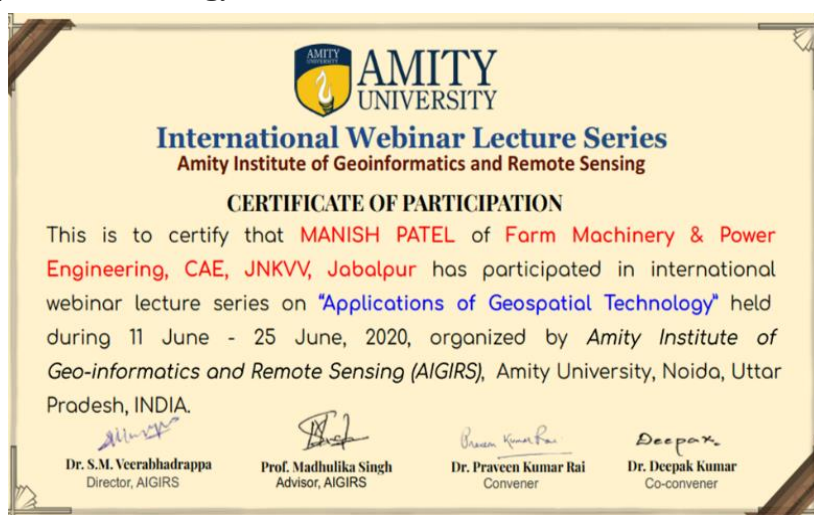 AMITY
UNIVERSITY
AMITY
UNIVERSITY
International Webinar Lecture Series
Amity Institute of Geoinformatics and Remote Sensing
CERTIFICATE OF PARTICIPATION
This is to certify that MANISH PATEL of Farm Machinery & Power
Engineering, CAE, JNKVV, Jabalpur has participated in international
webinar lecture series on "Applications of Geospatial Technology" held
during 11 June - 25 June, 2020, organized by Amity Institute of
Geo-informatics and Remote Sensing (AIGIRS), Amity University, Noida, Uttar
Pradesh, INDIA.
Praveen Kumar Rai Deepak
Dr. S.M. Veerabhadrappa Prof. Madhulika Singh Dr. Praveen Kumar Rai Dr. Deepak Kumar
Director, AIGIRS Advisor, AIGIRS Convener Co-convener